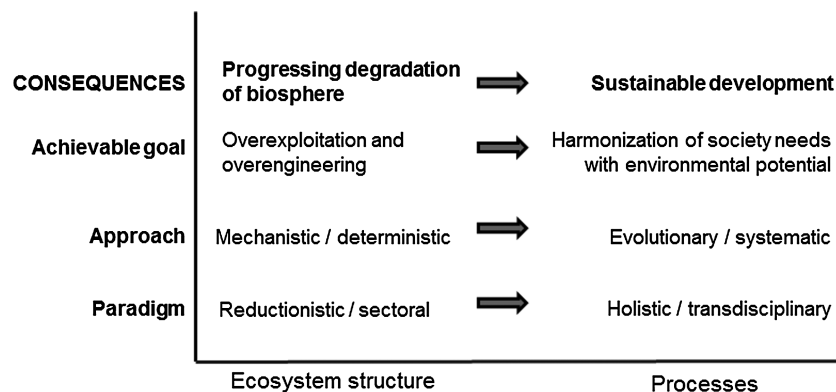 CONSEQUENCES
Progressing degradation
of biosphere
Sustainable development
Achievable goal
Overexploitation and
overengineering
Harmonization of society needs
with environmental potential
Approach
Mechanistic / deterministic
Evolutionary / systematic
Paradigm
Reductionistic / sectoral
Holistic / transdisciplinary
Ecosystem structure
Processes